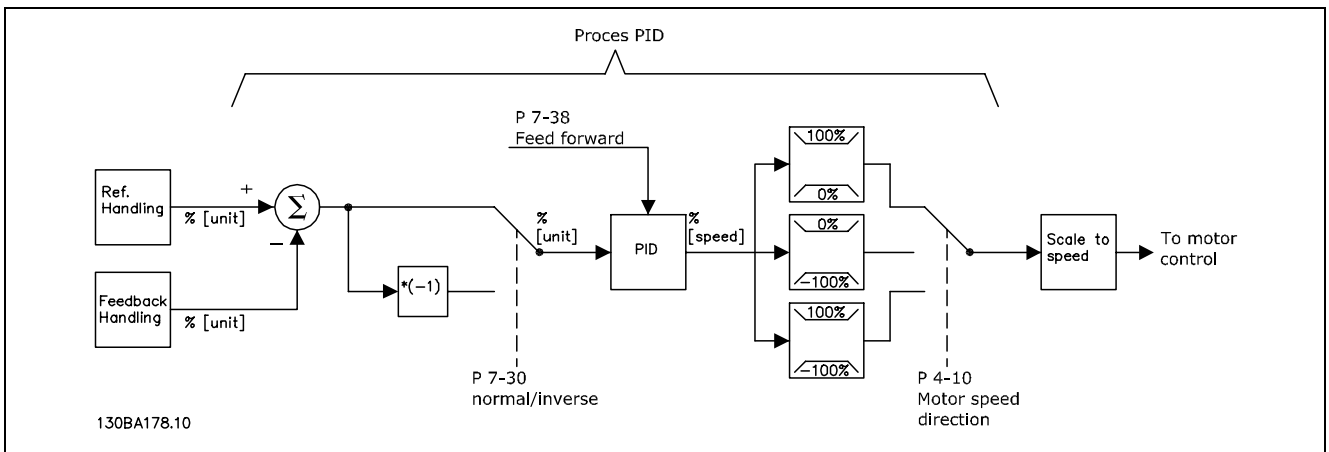 Proces PID
P 7-38
Feed forward
Ref.
Handling
% [unit]
+
−
Σ
Feedback
Handling
% [unit]
*(−1)
P 7-30
normal/inverse
%
[unit]
PID
%
[speed]
100%
0%
0%
−100%
100%
−100%
P 4-10
Motor speed
direction
Scale to
speed
To motor
control
130BA178.10